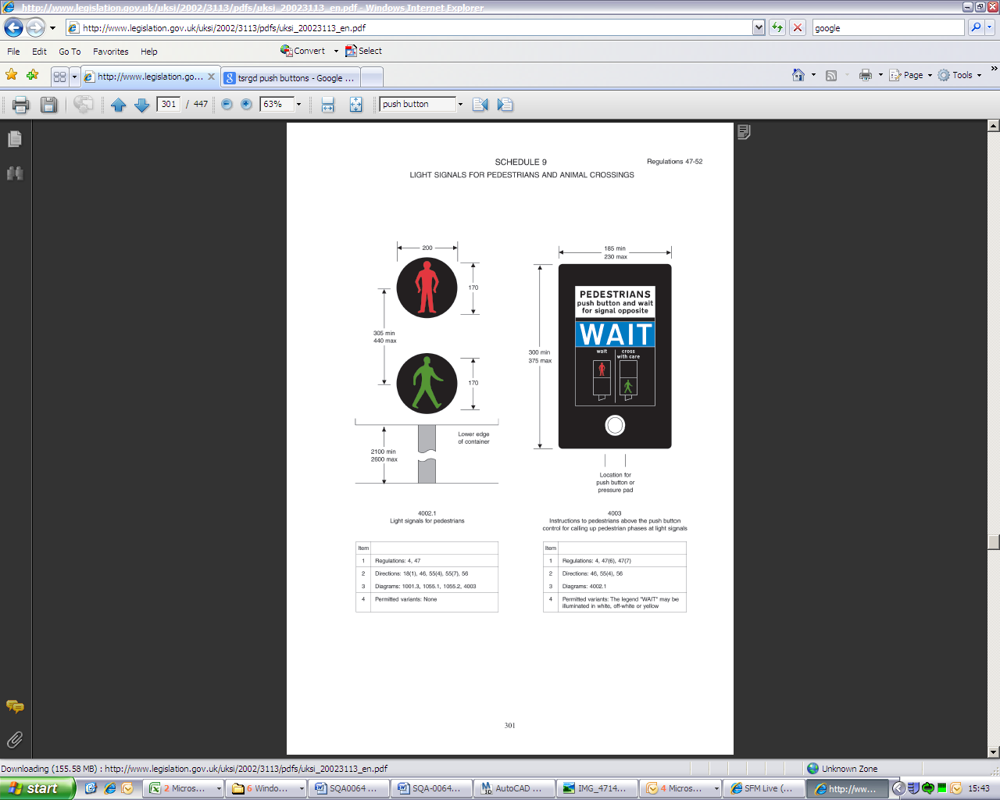 http://www.legislation.gov.uk/uksi/2002/3113/pdfs/uksi_20023113_en.pdf - Windows Internet Explorer
http://www.legislation.gov.uk/uksi/2002/3113/pdfs/uksi_20023113_en.pdf
google
File Edit Go To Favorites Help
Convert Select
http://www.legislation.go... tsrgd push buttons - Google ...
Page Tools
301 / 447 63% push button
SCHEDULE 9
Regulations 47-52
LIGHT SIGNALS FOR PEDESTRIANS AND ANIMAL CROSSINGS
200
170
305 min
440 max
170
Lower edge
of container
2100 min
2600 max
4002.1
Light signals for pedestrians
Item
1 Regulations: 4, 47
2 Directions: 18(1), 46, 55(4), 55(7), 56
3 Diagrams: 1001.3, 1055.1, 1055.2, 4003
4 Permitted variants: None
185 min
230 max
300 min
375 max
PEDESTRIANS
push button and wait
for signal opposite
WAIT
wait
cross
with care
Location for
push button or
pressure pad
4003
Instructions to pedestrians above the push button
control for calling up pedestrian phases at light signals
Item
1 Regulations: 4, 47(6), 47(7)
2 Directions: 46, 55(4), 56
3 Diagrams: 4002.1
4 Permitted variants: The legend "WAIT" may be
illuminated in white, off-white or yellow
301
Downloading (155.58 MB) : http://www.legislation.gov.uk/uksi/2002/3113/pdfs/uksi_20023113_en.pdf
Unknown Zone
start
2 Micros...
6 Windo...
SQA0064 ...
SQA-0064...
AutoCAD ...
IMG_4714...
4 Micros...
SFM Live (...
http://ww...
15:43